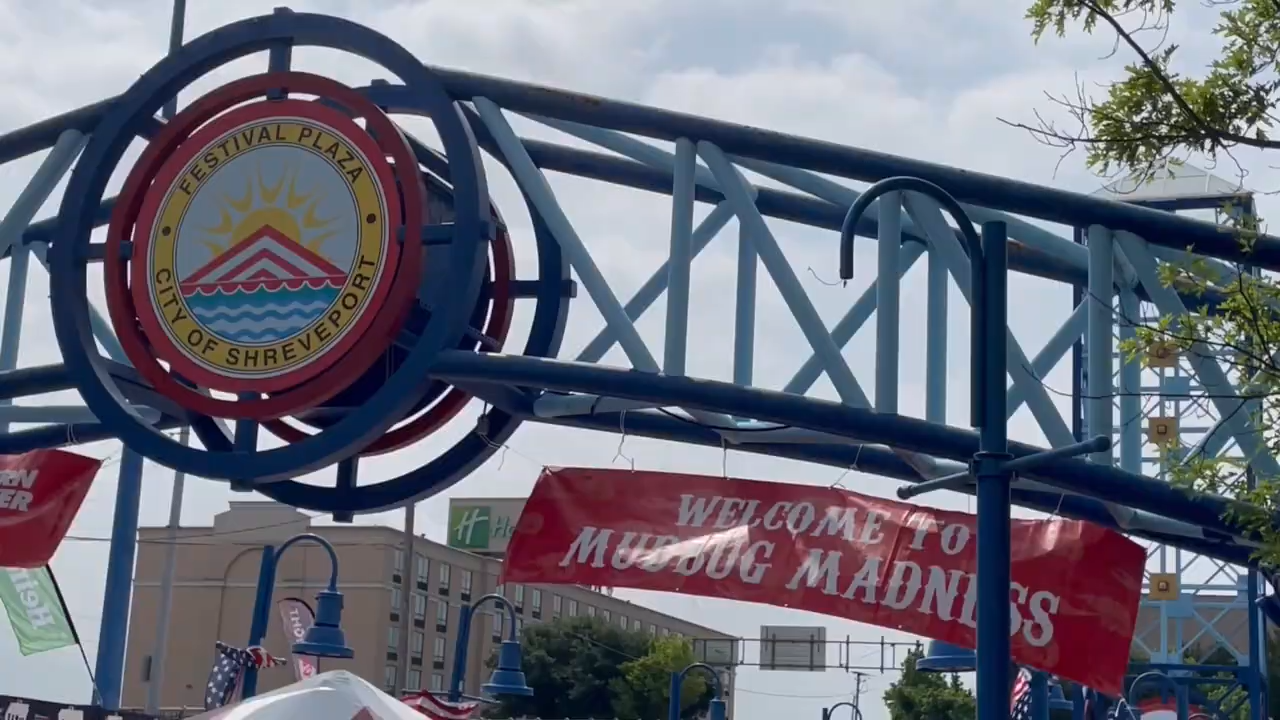 FESTIVAL PLAZA
CITY OF SHREVEPORT
WELCOME TO
MUDBUG MADNESS
H